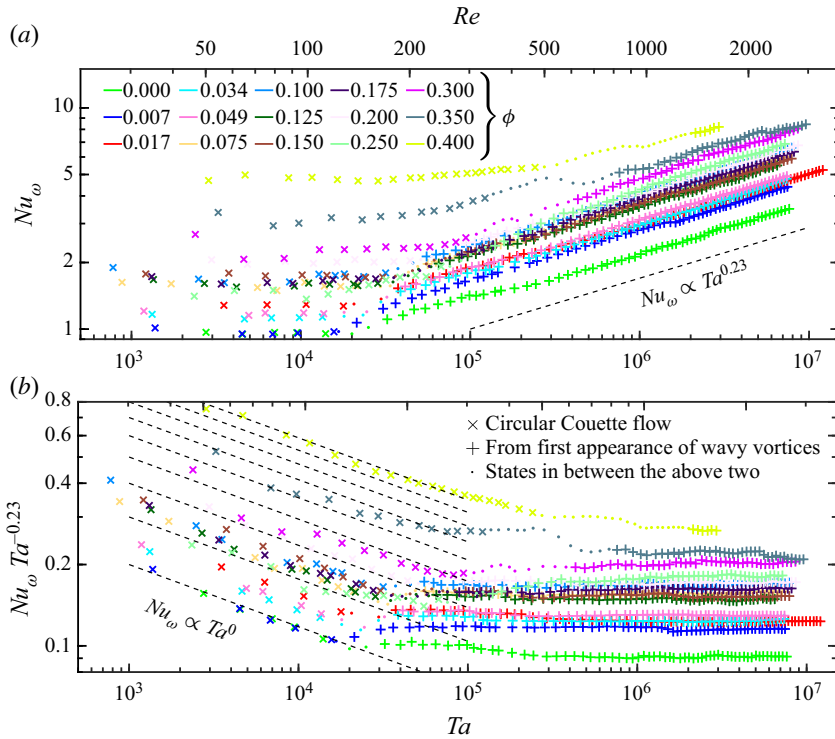 Re
(a) 50 100 200 500 1000 2000
10
0.000 0.034 0.100 0.175 0.300
0.007 0.049 0.125 0.200 0.350 ϕ
0.017 0.075 0.150 0.250 0.400
5
Nu_ω
2
Nu_ω ∝ Ta^0.23
1
10^3 10^4 10^5 10^6 10^7
(b) 0.8
× Circular Couette flow
0.6
+ From first appearance of wavy vortices
· States in between the above two
0.4
Nu_ω Ta^−0.23
0.2
Nu_ω ∝ Ta^0
0.1
10^3 10^4 10^5 10^6 10^7
Ta